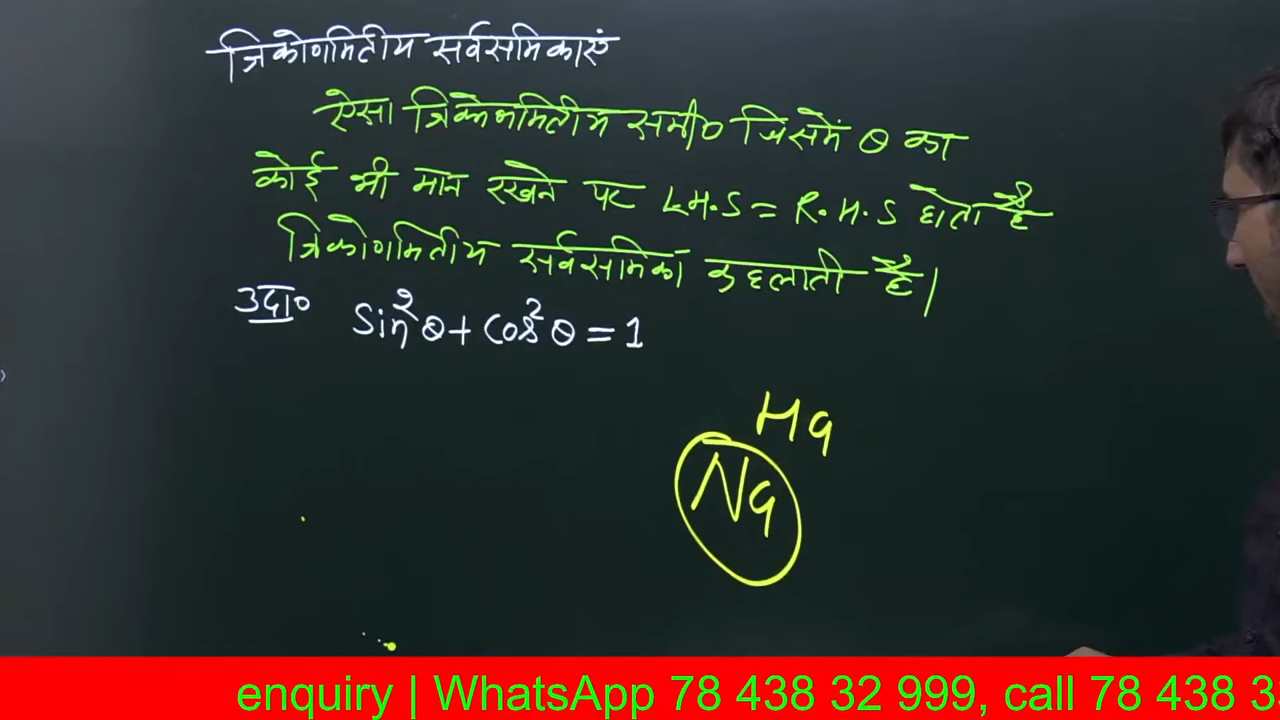 त्रिकोणमितीय सर्वसमिकाएं
ऐसा त्रिकोणमितीय समी० जिसमें θ का
कोई भी मान रखने पर L.H.S = R.H.S होता है
त्रिकोणमितीय सर्वसमिका कहलाती है।
उदा० Sin²θ + Cos²θ = 1
Hq
Nq
enquiry | WhatsApp 78 438 32 999, call 78 438 3